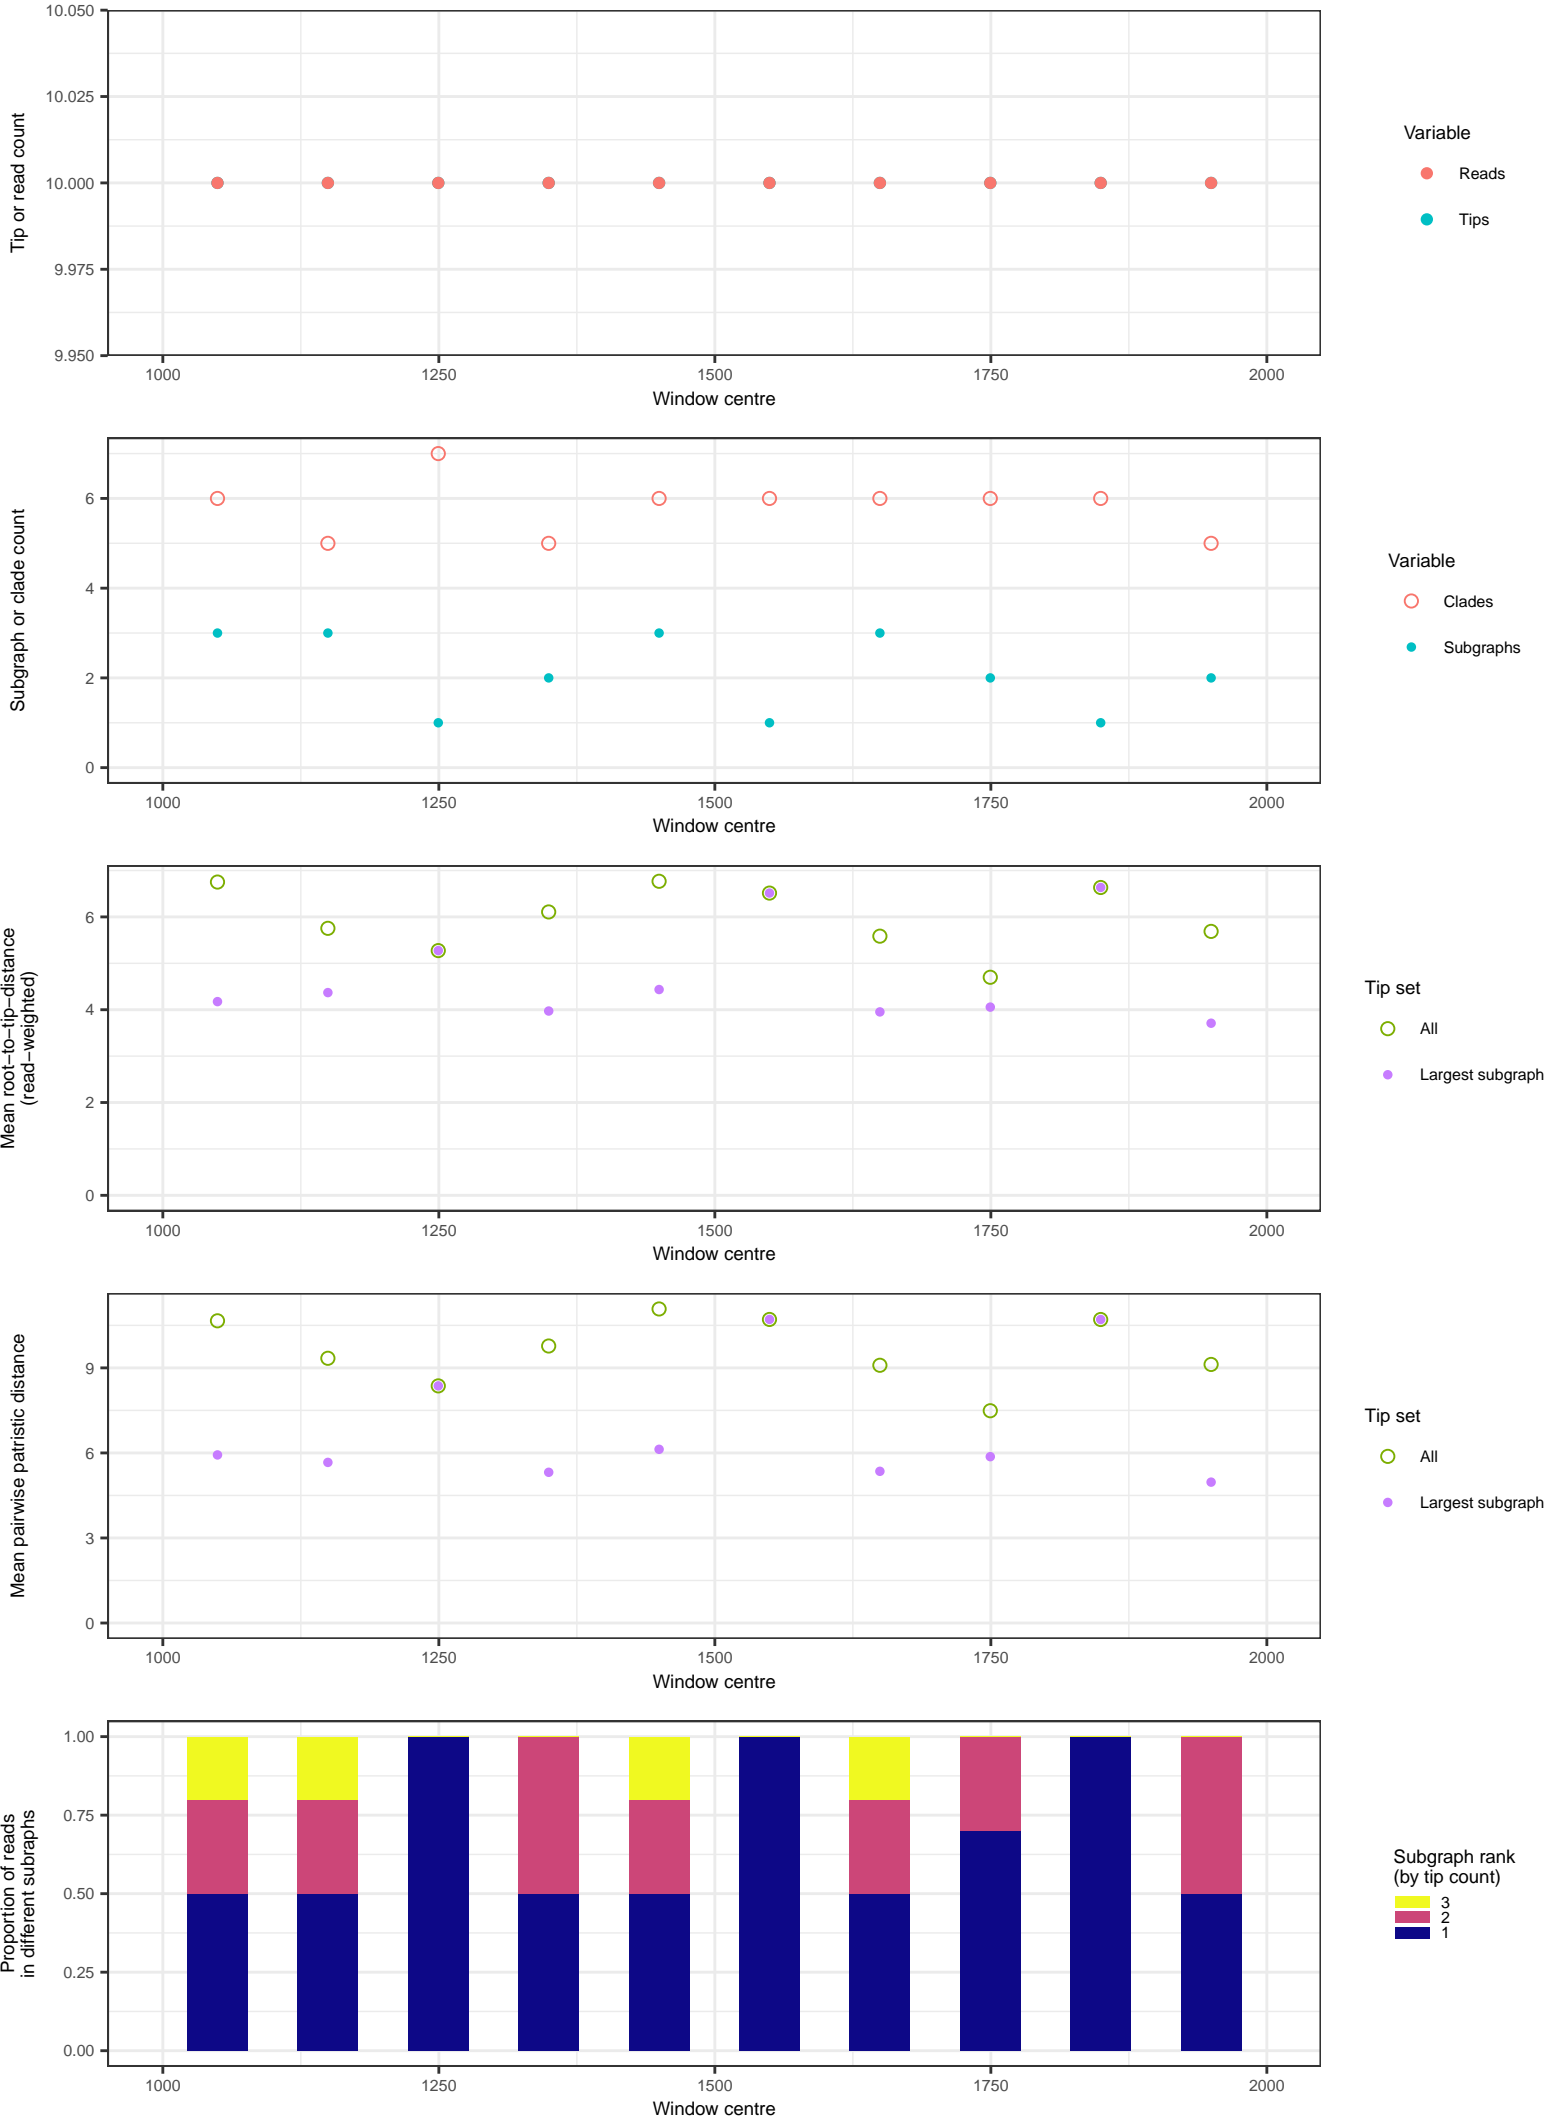 10.050
10.025
10.000
9.975
9.950
Tip or read count
1000 1250 1500 1750 2000
Window centre
Variable
Reads
Tips
6
4
2
0
Subgraph or clade count
1000 1250 1500 1750 2000
Window centre
Variable
Clades
Subgraphs
6
4
2
0
Mean root−to−tip−distance
(read−weighted)
1000 1250 1500 1750 2000
Window centre
Tip set
All
Largest subgraph
9
6
3
0
Mean pairwise patristic distance
1000 1250 1500 1750 2000
Window centre
Tip set
All
Largest subgraph
1.00
0.75
0.50
0.25
0.00
Proportion of reads
in different subraphs
1000 1250 1500 1750 2000
Window centre
Subgraph rank
(by tip count)
3
2
1